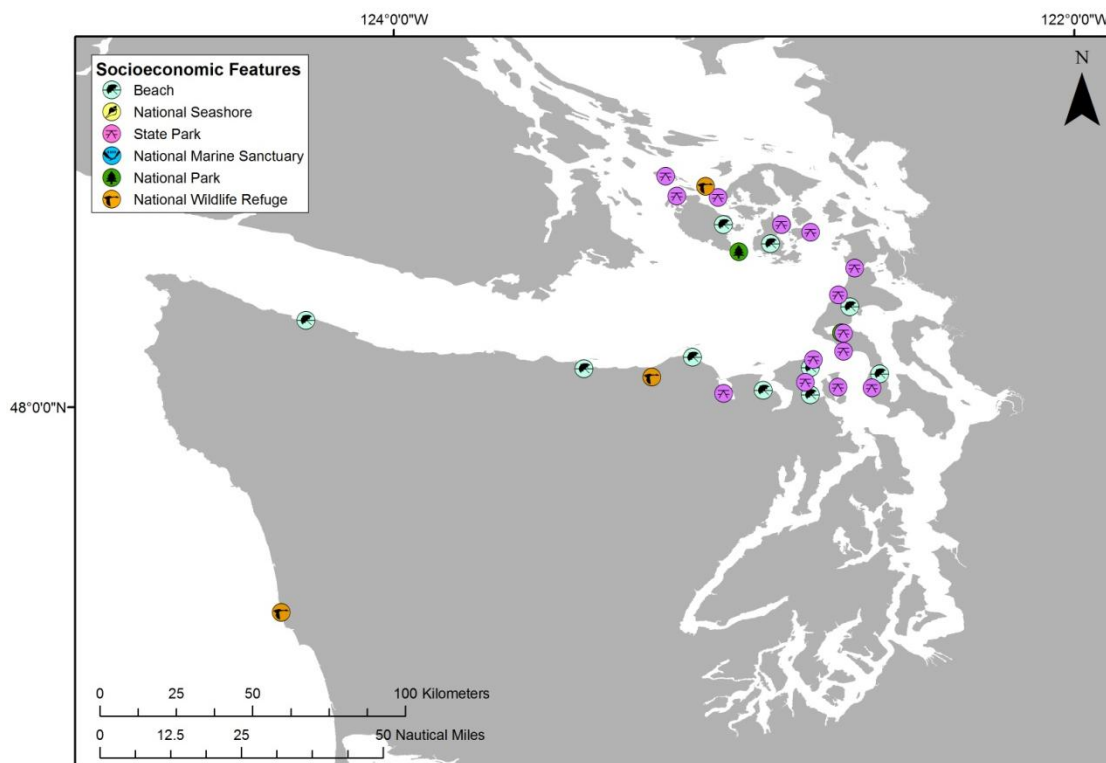 124°0'0"W
122°0'0"W
N
Socioeconomic Features
Beach
National Seashore
State Park
National Marine Sanctuary
National Park
National Wildlife Refuge
48°0'0"N
0 25 50 100 Kilometers
0 12.5 25 50 Nautical Miles